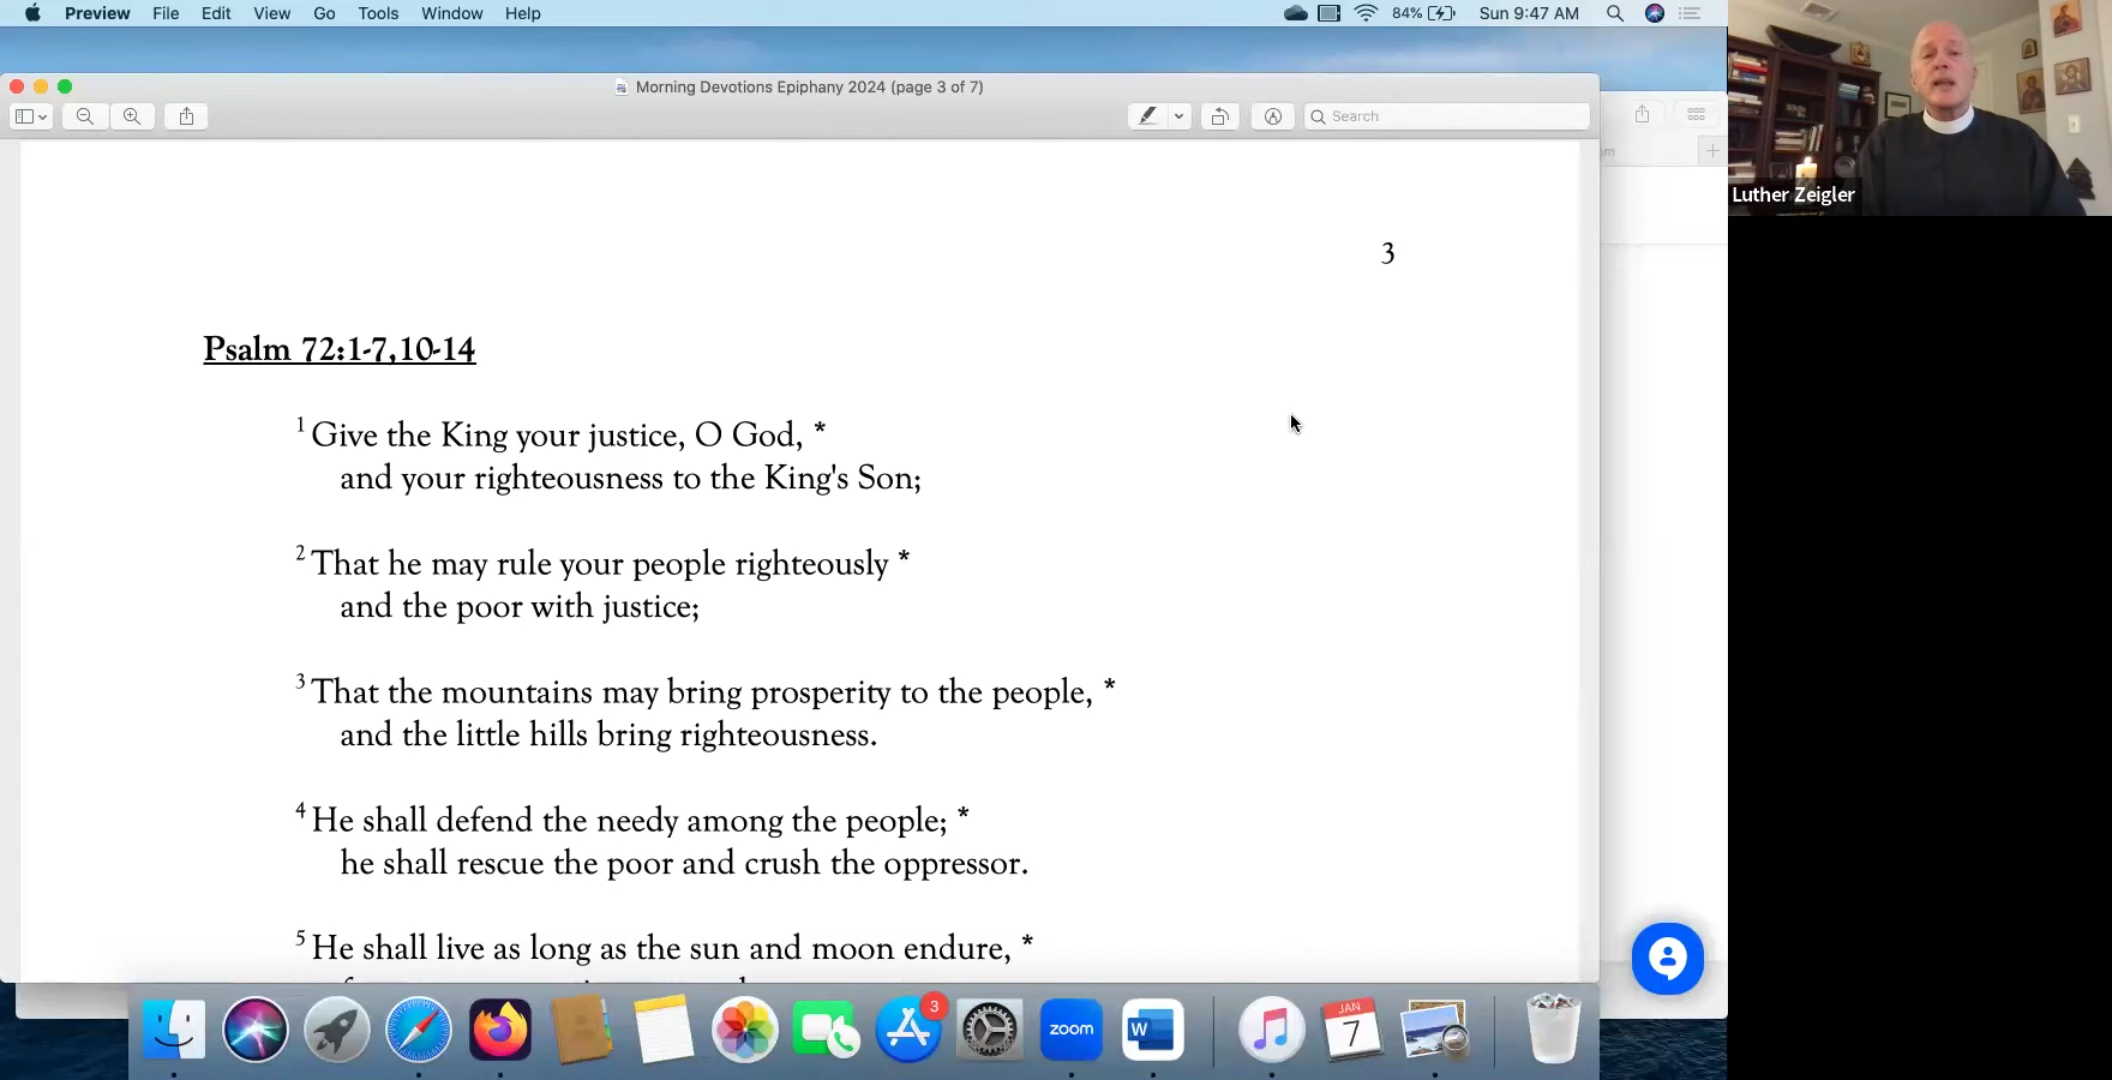 Preview File Edit View Go Tools Window Help 84% Sun 9:47 AM
Morning Devotions Epiphany 2024 (page 3 of 7)
Search
Luther Zeigler
3
Psalm 72:1-7,10-14
1 Give the King your justice, O God, *
and your righteousness to the King's Son;
2 That he may rule your people righteously *
and the poor with justice;
3 That the mountains may bring prosperity to the people, *
and the little hills bring righteousness.
4 He shall defend the needy among the people; *
he shall rescue the poor and crush the oppressor.
5 He shall live as long as the sun and moon endure, *
3
zoom
W
JAN
7